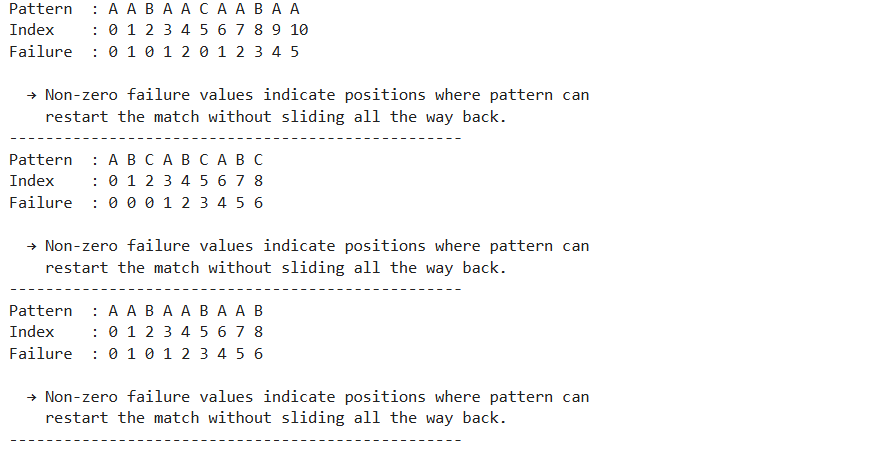 Pattern  : A A B A A C A A B A A
Index    : 0 1 2 3 4 5 6 7 8 9 10
Failure  : 0 1 0 1 2 0 1 2 3 4 5
→ Non-zero failure values indicate positions where pattern can
restart the match without sliding all the way back.
--------------------------------------------------
Pattern  : A B C A B C A B C
Index    : 0 1 2 3 4 5 6 7 8
Failure  : 0 0 0 1 2 3 4 5 6
→ Non-zero failure values indicate positions where pattern can
restart the match without sliding all the way back.
--------------------------------------------------
Pattern  : A A B A A B A A B
Index    : 0 1 2 3 4 5 6 7 8
Failure  : 0 1 0 1 2 3 4 5 6
→ Non-zero failure values indicate positions where pattern can
restart the match without sliding all the way back.
--------------------------------------------------